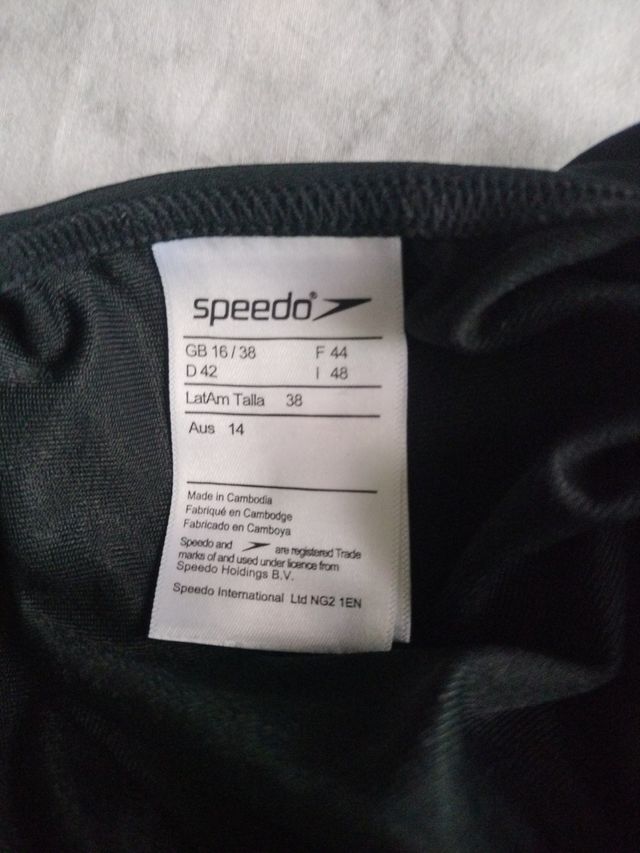 speedo®
GB 16 / 38 F 44
D 42 I 48
LatAm Talla 38
Aus 14
Made in Cambodia
Fabriqué en Cambodge
Fabricado en Camboya
Speedo and are registered Trade
marks of and used under licence from
Speedo Holdings B.V.
Speedo International Ltd NG2 1EN